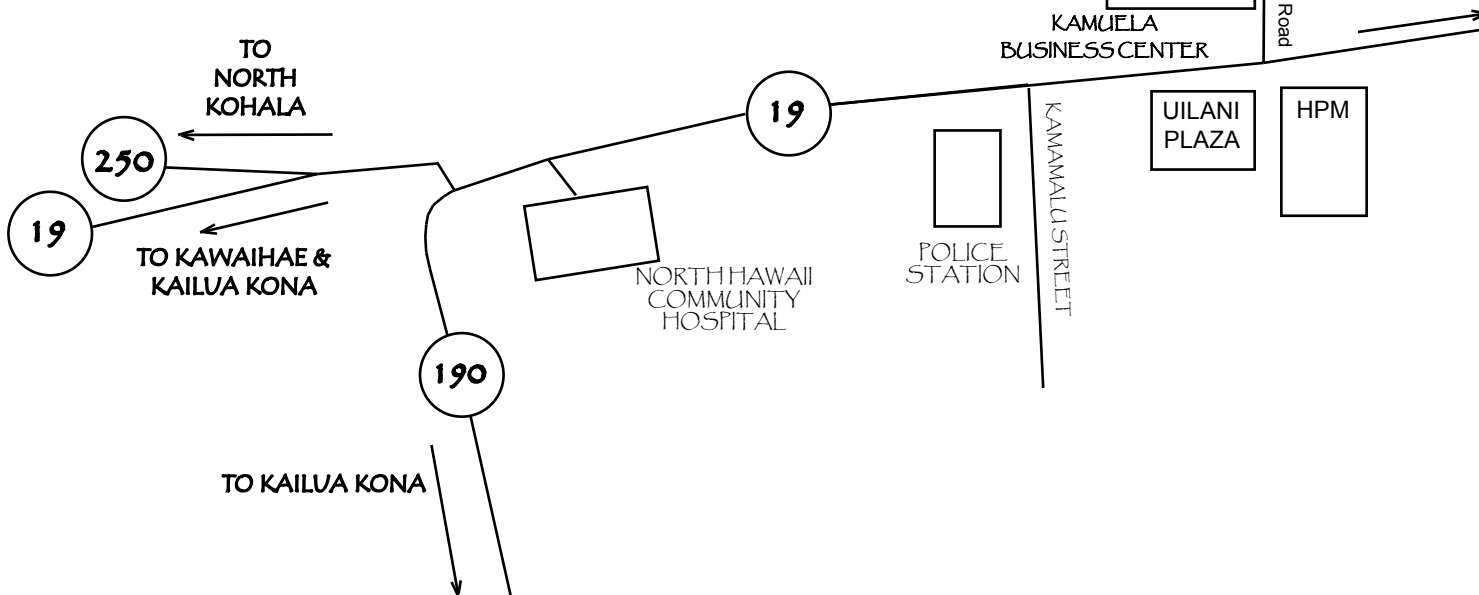 Road
KAMUELA
BUSINESS CENTER
TO
NORTH
KOHALA
19
UILANI
PLAZA
HPM
250
KAMAMALU STREET
19
TO KAWAIHAE &
KAILUA KONA
POLICE
STATION
NORTH HAWAII
COMMUNITY
HOSPITAL
190
TO KAILUA KONA